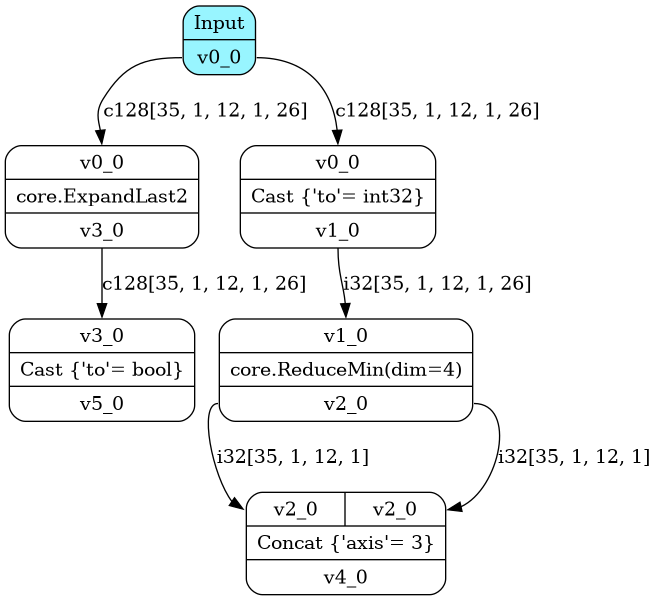 Input
v0_0
c128[35, 1, 12, 1, 26]
c128[35, 1, 12, 1, 26]
v0_0
core.ExpandLast2
v3_0
v0_0
Cast {'to'= int32}
v1_0
c128[35, 1, 12, 1, 26]
i32[35, 1, 12, 1, 26]
v3_0
Cast {'to'= bool}
v5_0
v1_0
core.ReduceMin(dim=4)
v2_0
i32[35, 1, 12, 1]
i32[35, 1, 12, 1]
v2_0
v2_0
Concat {'axis'= 3}
v4_0